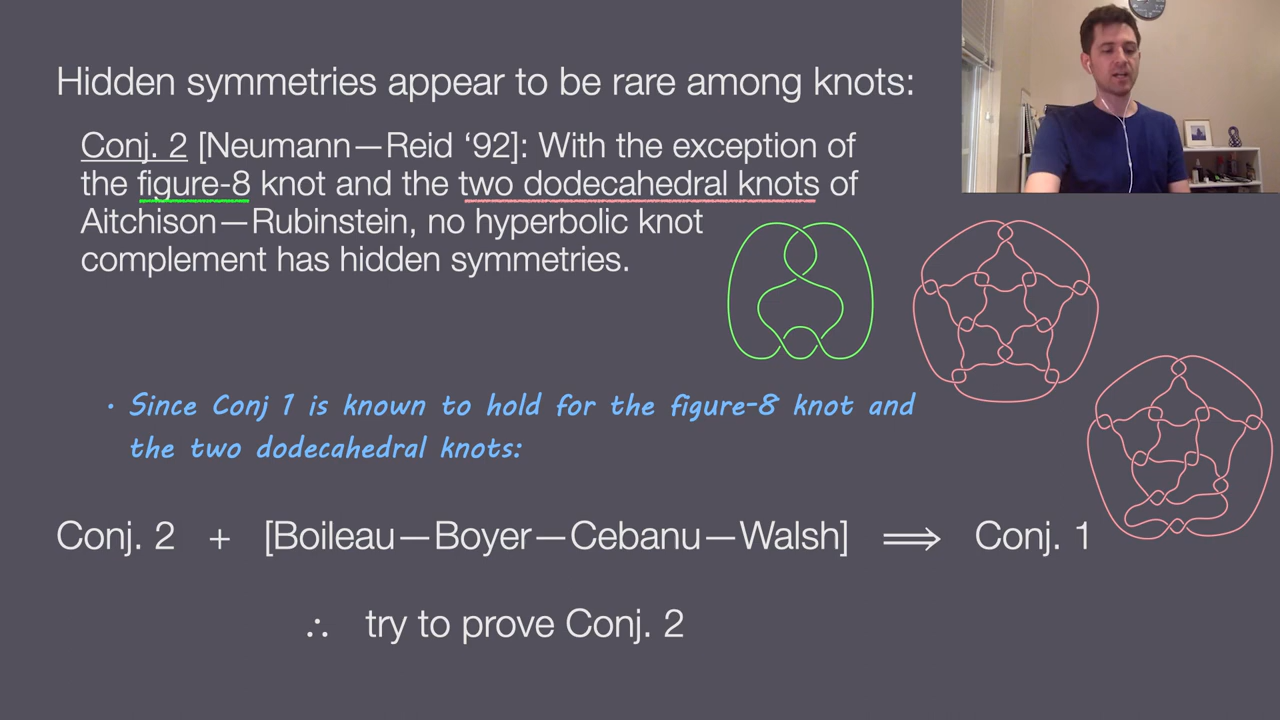 Hidden symmetries appear to be rare among knots:
Conj. 2 [Neumann—Reid ‘92]: With the exception of
the figure-8 knot and the two dodecahedral knots of
Aitchison—Rubinstein, no hyperbolic knot
complement has hidden symmetries.
• Since Conj 1 is known to hold for the figure-8 knot and
the two dodecahedral knots:
Conj. 2 + [Boileau—Boyer—Cebanu—Walsh] ⟹ Conj. 1
∴ try to prove Conj. 2